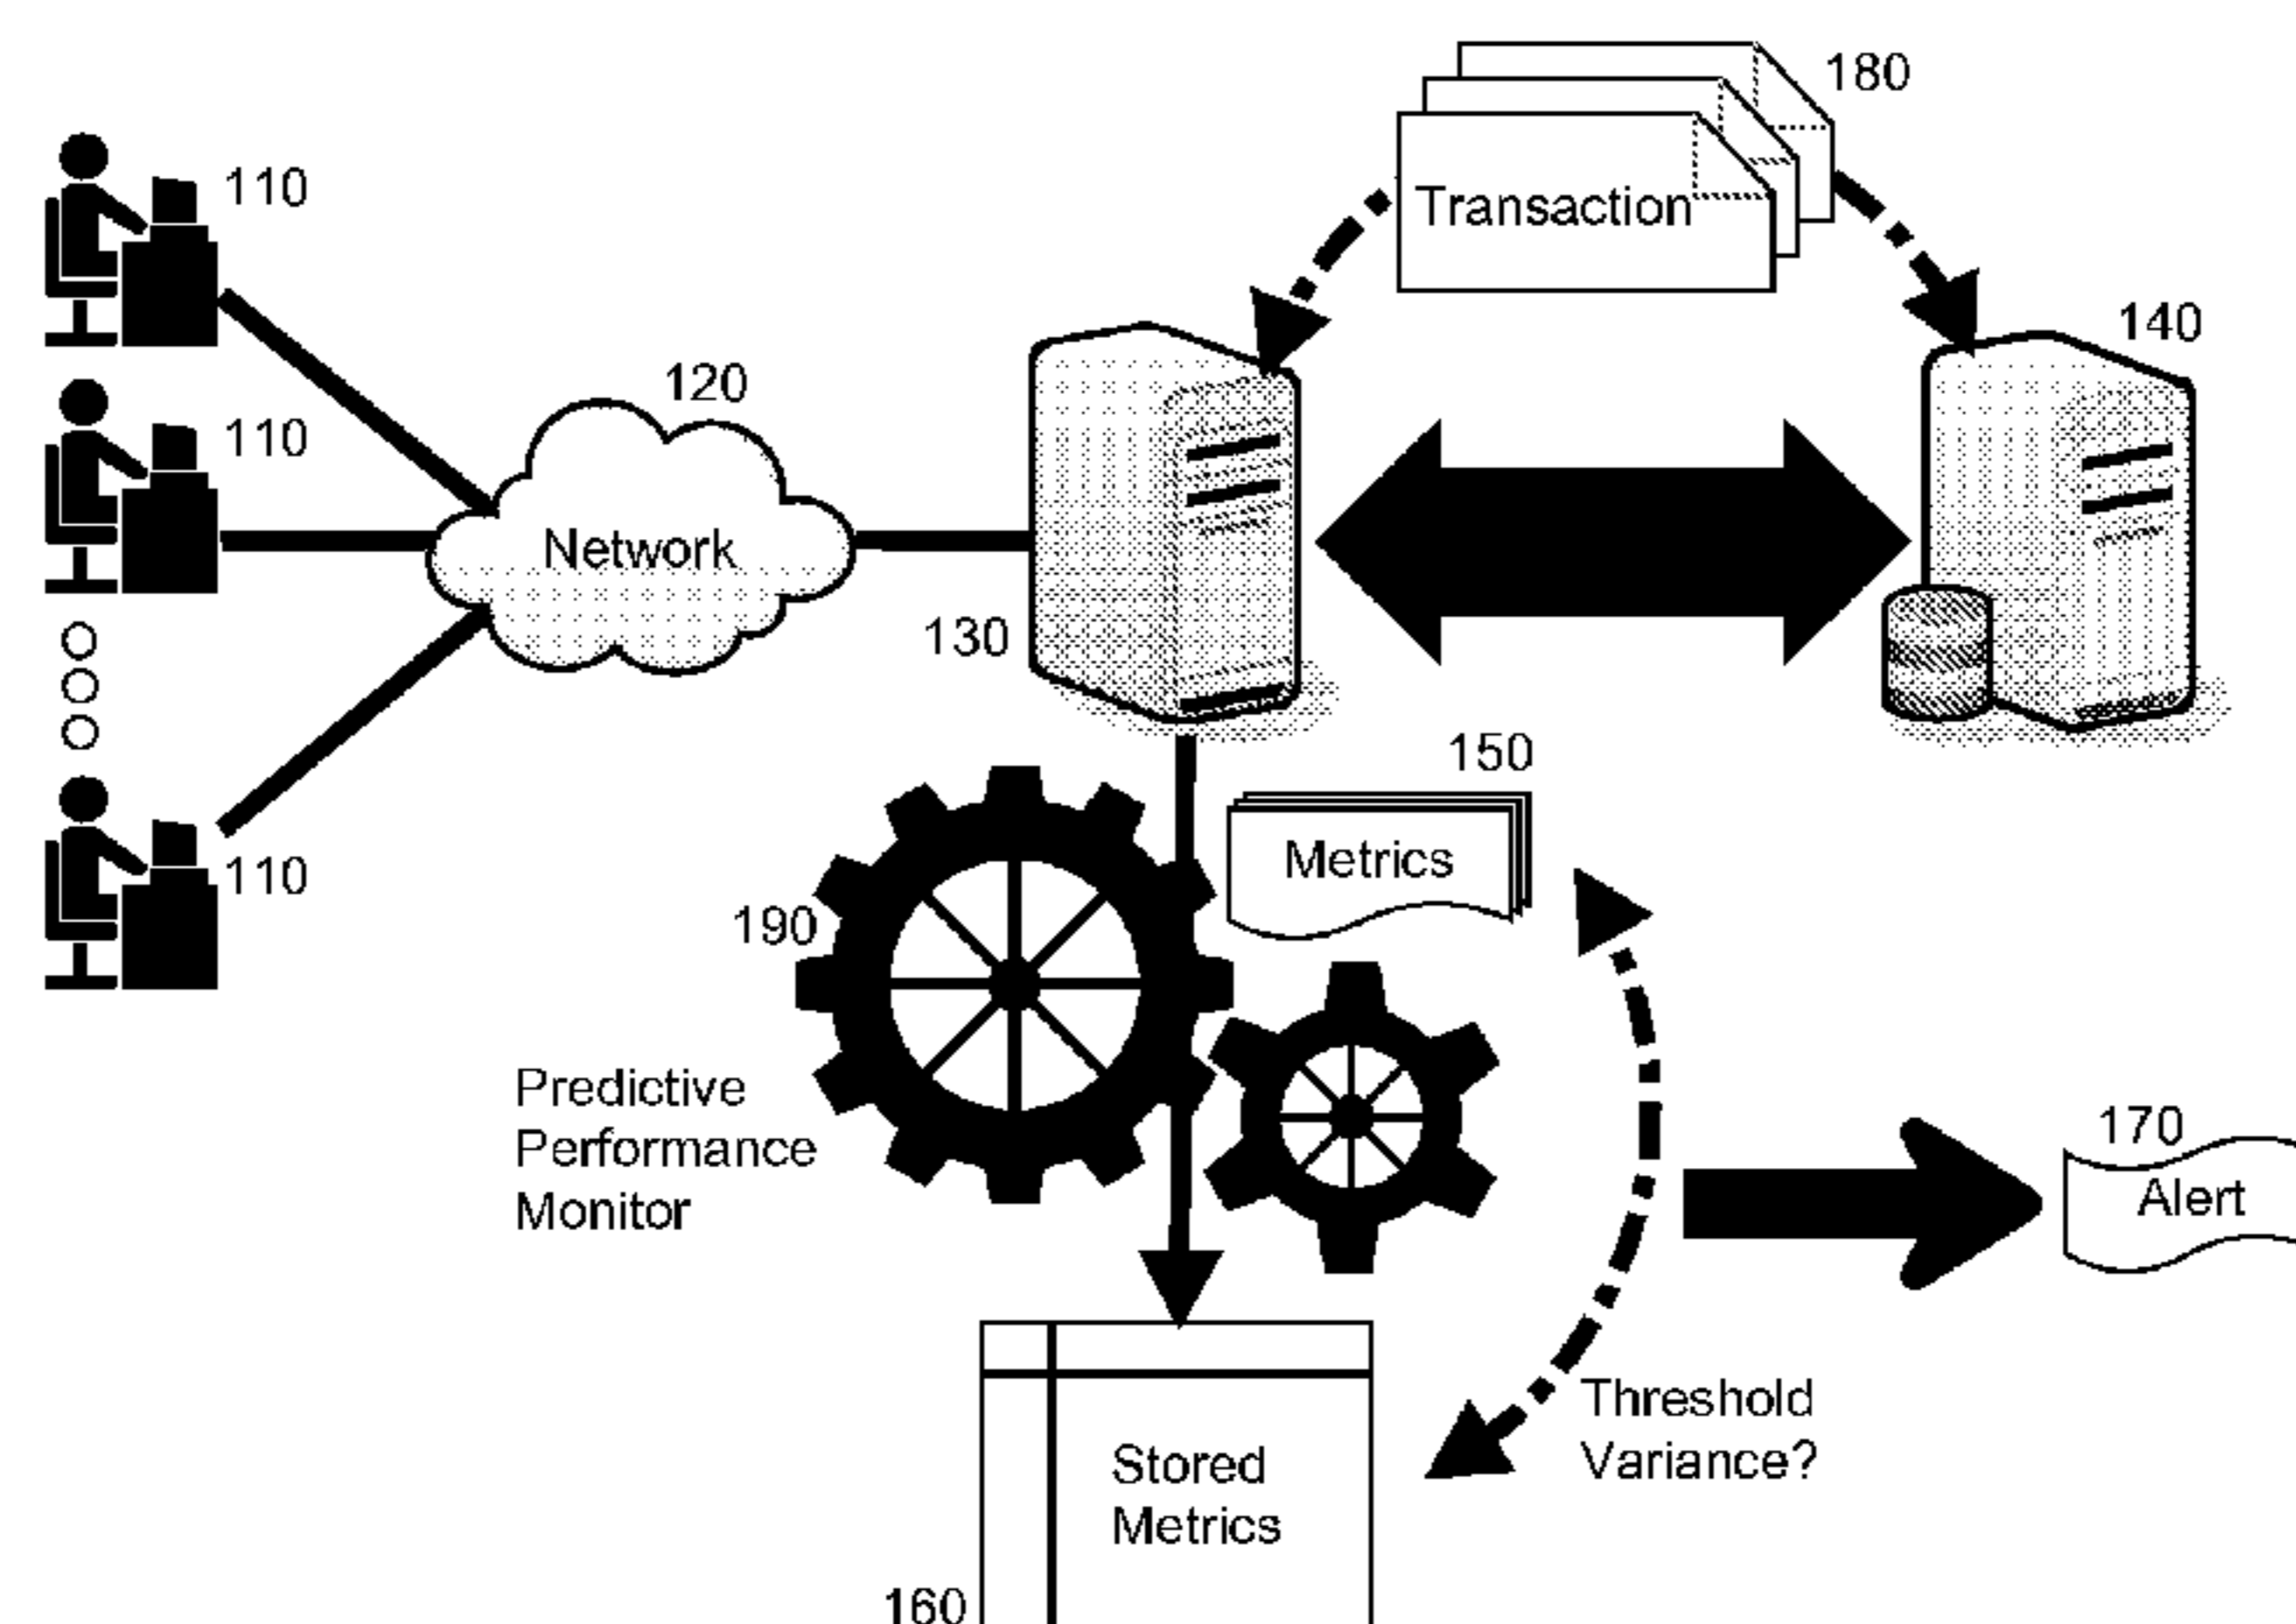 180
110
Transaction
140
120
110
Network
130
150
Metrics
110
190
Predictive
Performance
Monitor
170
Alert
Threshold
Variance?
Stored
Metrics
160